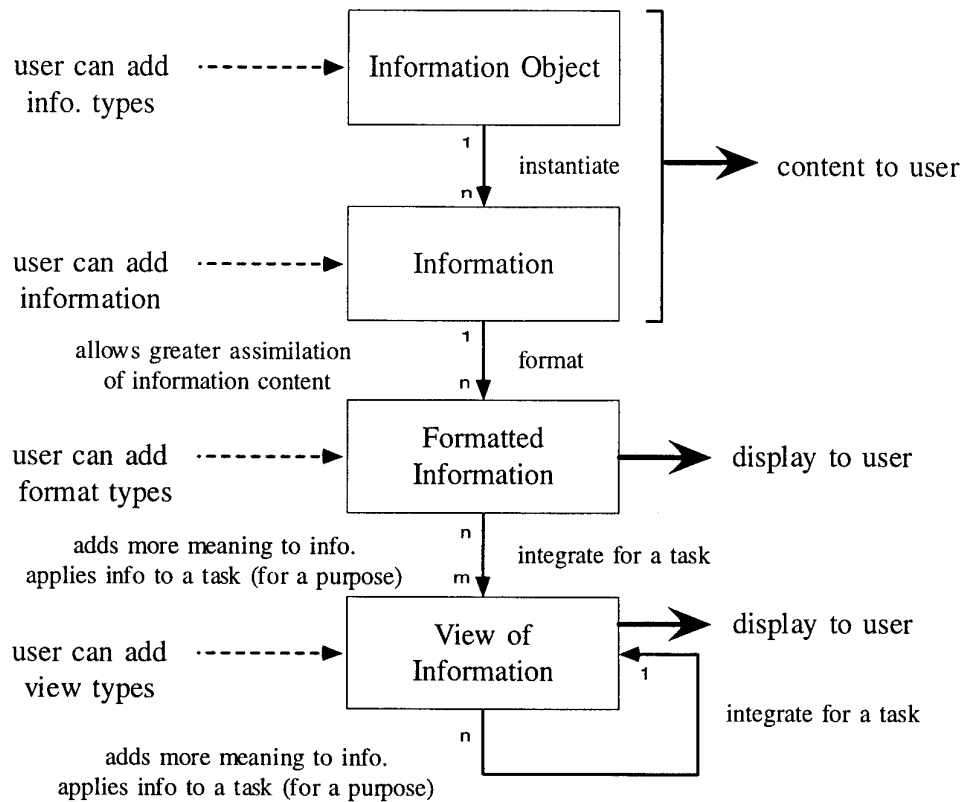 user can add
info. types
Information Object
1
instantiate
n
content to user
user can add
information
Information
1
allows greater assimilation
of information content
format
n
user can add
format types
Formatted
Information
display to user
n
adds more meaning to info.
applies info to a task (for a purpose)
integrate for a task
m
user can add
view types
View of
Information
display to user
1
integrate for a task
n
adds more meaning to info.
applies info to a task (for a purpose)